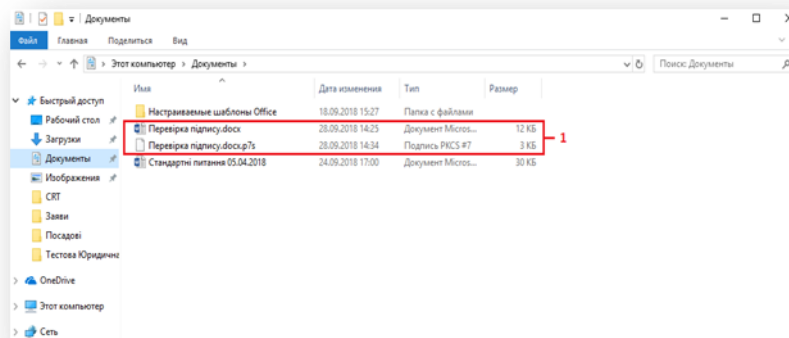 Документы
Файл Главная Поделиться Вид
Этот компьютер Документы Поиск: Документы
Имя Дата изменения Тип Размер
Быстрый доступ
Рабочий стол
Загрузки
Документы
Изображения
CRT
Заяви
Посадові
Тестова Юридична
OneDrive
Этот компьютер
Сеть
Настраиваемые шаблоны Office 18.09.2018 15:27 Папка с файлами
Перевірка підпису.docx 28.09.2018 14:25 Документ Micros... 12 КБ
Перевірка підпису.docx.p7s 28.09.2018 14:34 Подпись PKCS #7 3 КБ
Стандартні питання 05.04.2018 24.09.2018 17:00 Документ Micros... 30 КБ
1